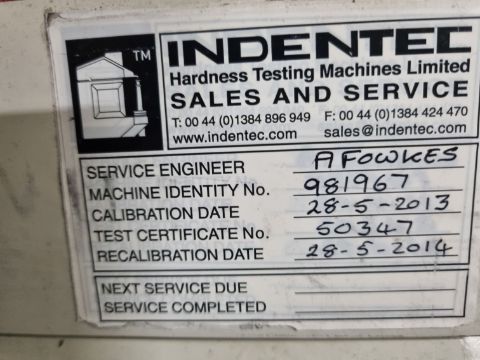 TM
INDENTEC
Hardness Testing Machines Limited
SALES AND SERVICE
T: 00 44 (0)1384 896 949 F: 00 44 (0)1384 424 470
www.indentec.com sales@indentec.com
SERVICE ENGINEER A FOWKES
MACHINE IDENTITY No. 981967
CALIBRATION DATE 28-5-2013
TEST CERTIFICATE No. 50347
RECALIBRATION DATE 28-5-2014
NEXT SERVICE DUE
SERVICE COMPLETED